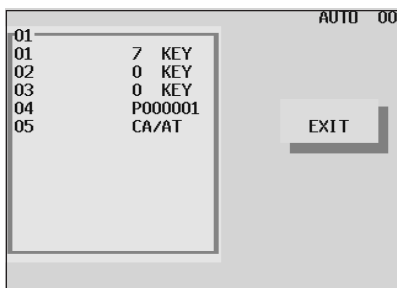 AUTO 00
01
01 7 KEY
02 0 KEY
03 0 KEY
04 P000001
05 CA/AT
EXIT